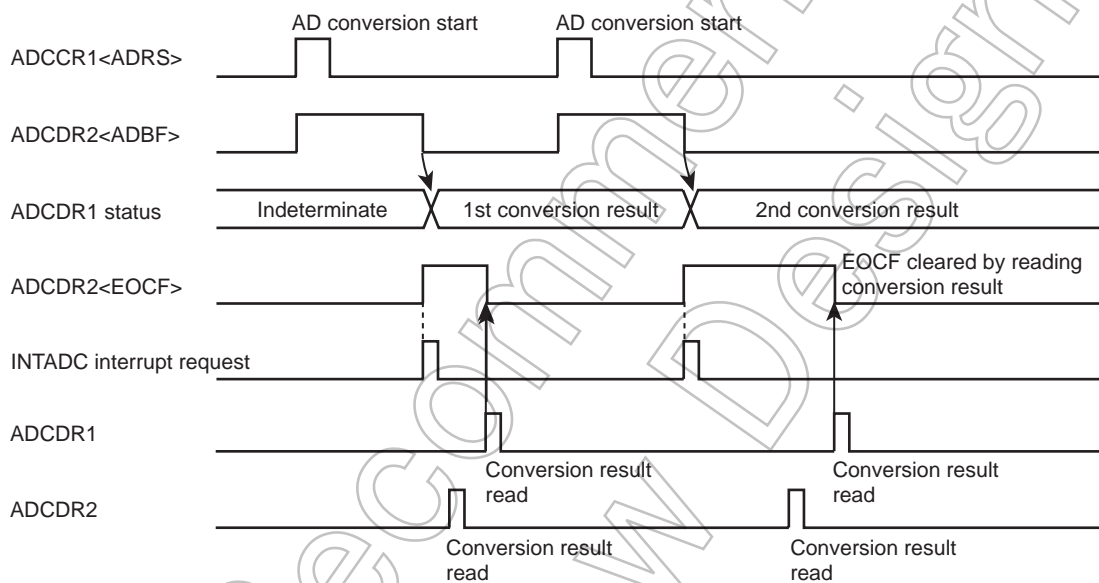 AD conversion start
AD conversion start
ADCCR1<ADRS>
ADCDR2<ADBF>
ADCDR1 status
Indeterminate
1st conversion result
2nd conversion result
ADCDR2<EOCF>
EOCF cleared by reading
conversion result
INTADC interrupt request
ADCDR1
Conversion result
read
Conversion result
read
ADCDR2
Conversion result
read
Conversion result
read